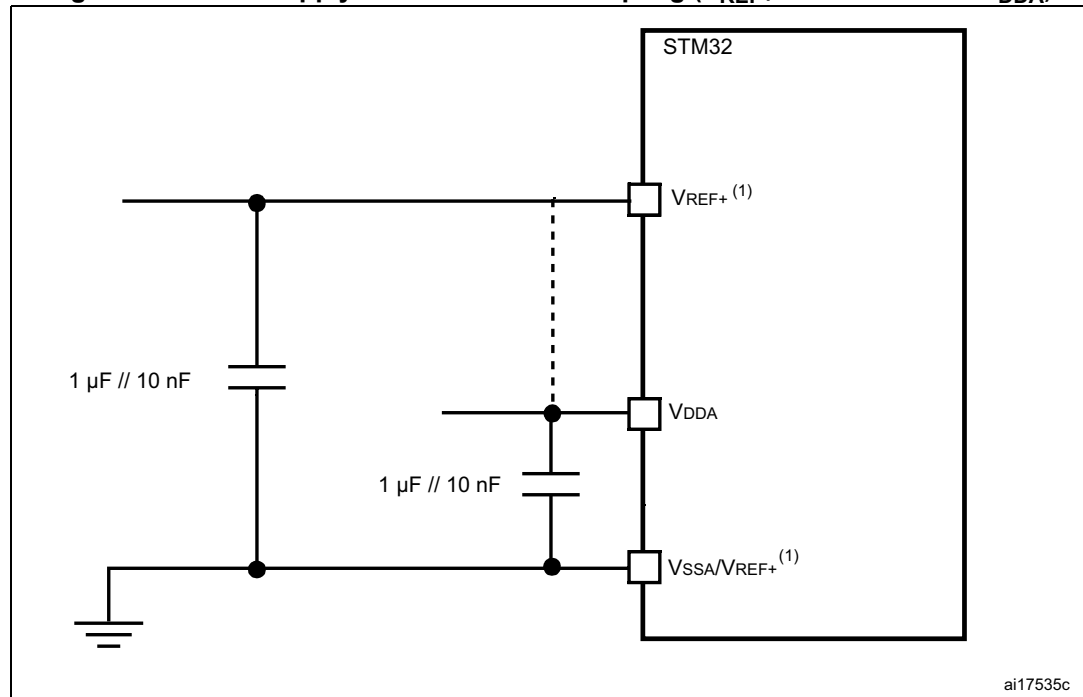 STM32
VREF+ (1)
1 µF // 10 nF
VDDA
1 µF // 10 nF
VSSA/VREF+ (1)
ai17535c